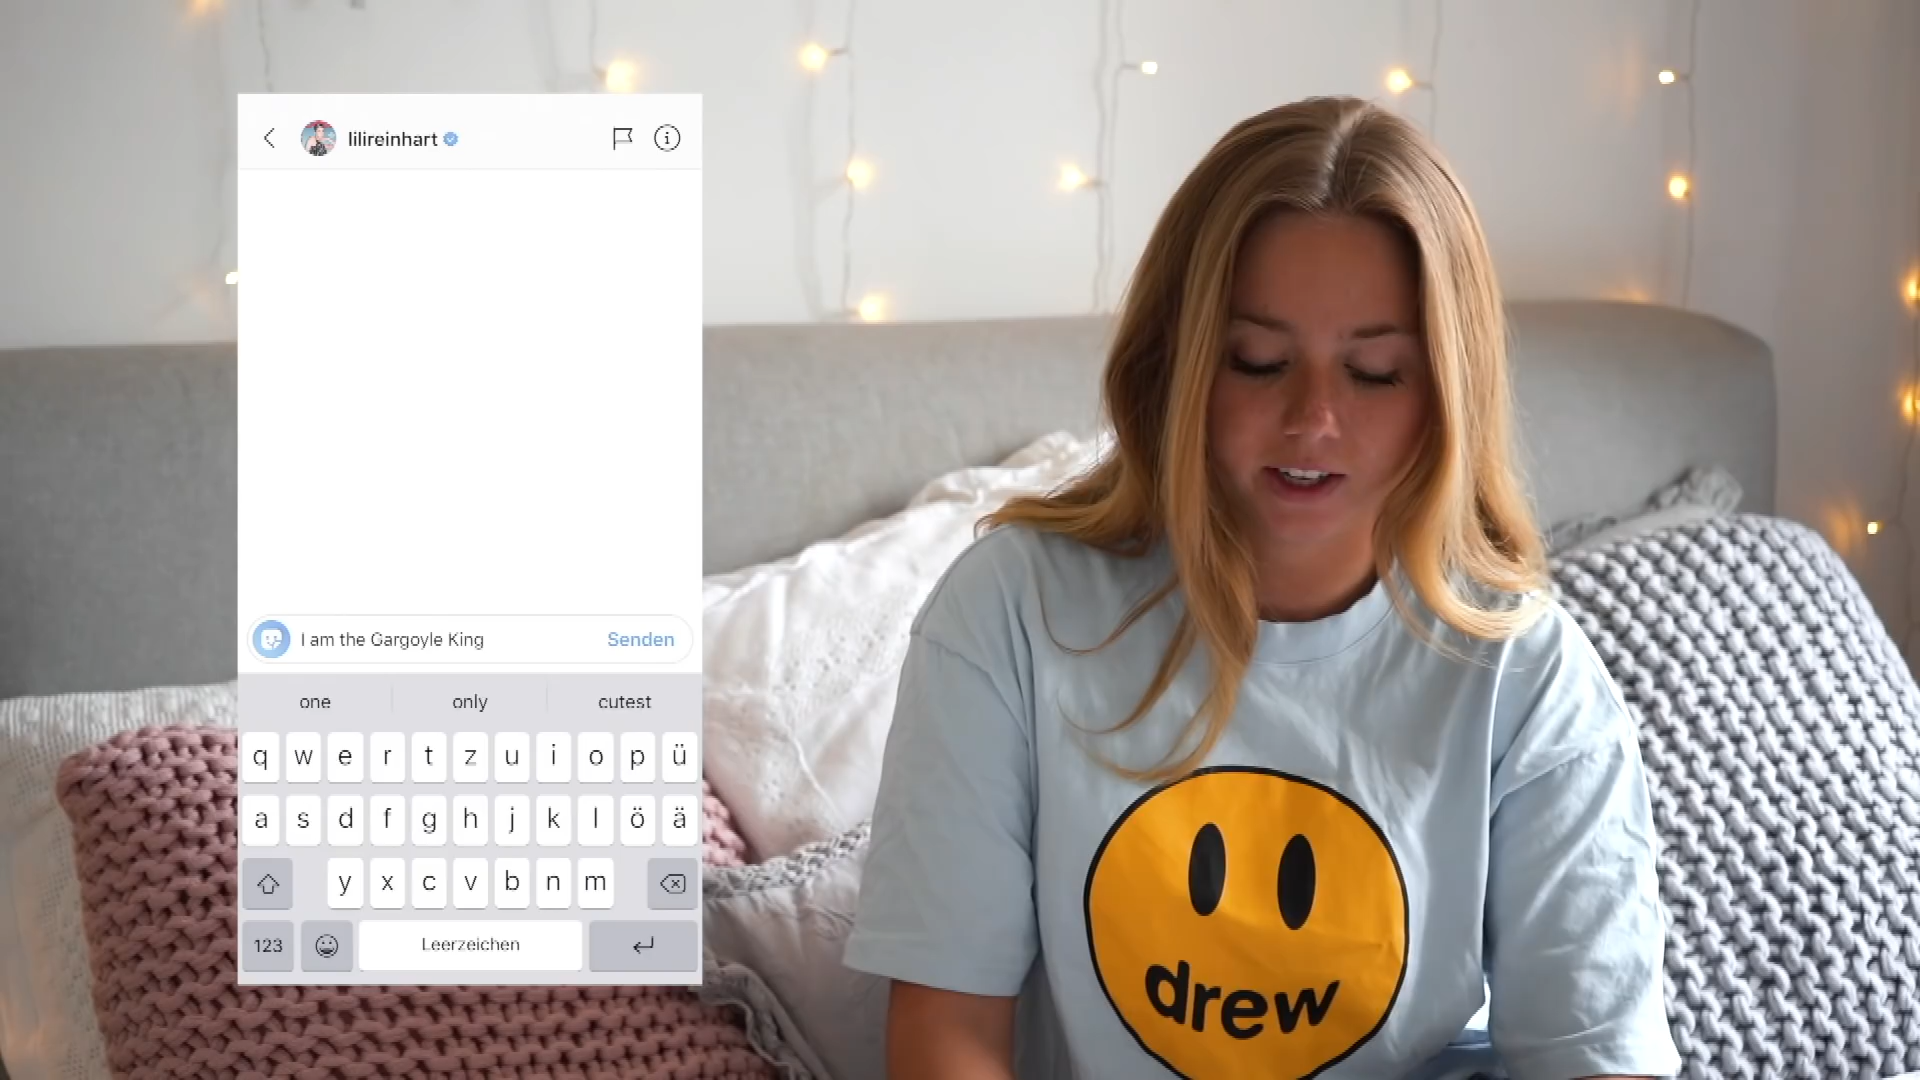 lilireinhart
I am the Gargoyle King
Senden
one only cutest
q w e r t z u i o p ü
a s d f g h j k l ö ä
y x c v b n m
123 Leerzeichen
drew